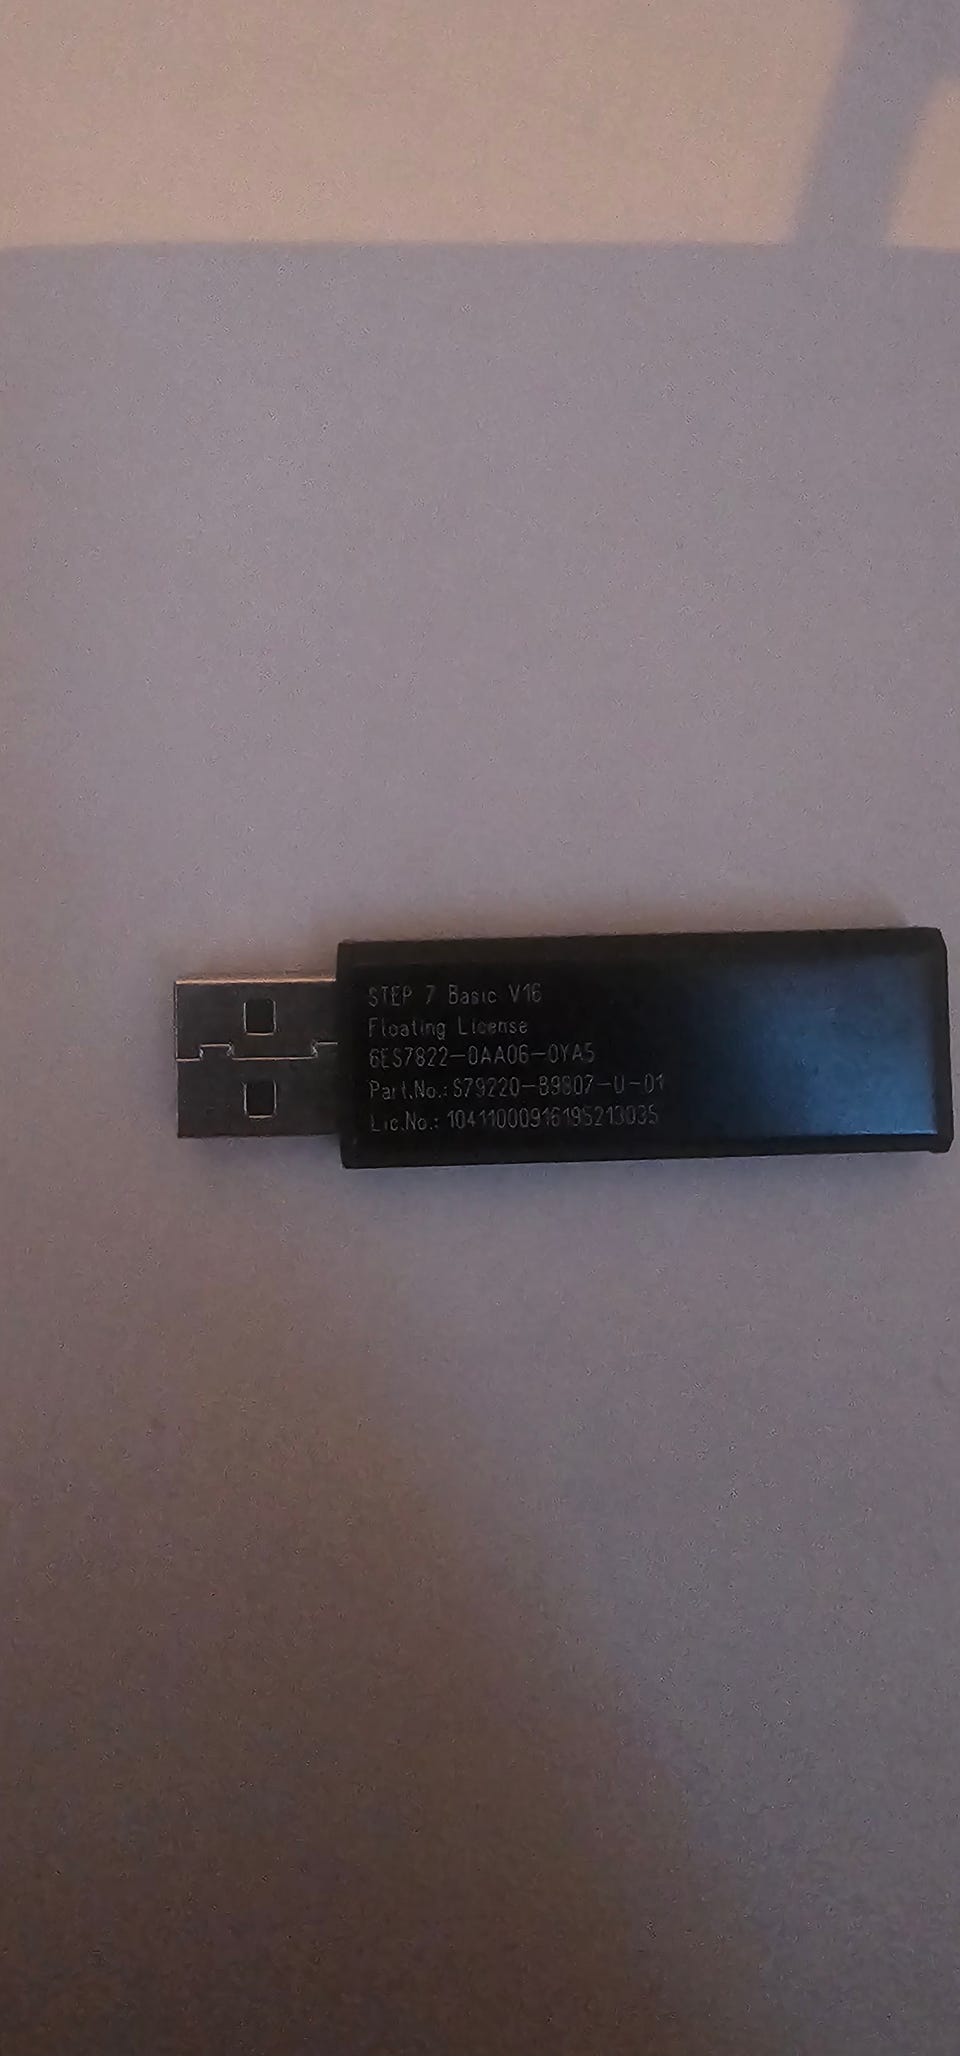 STEP 7 Basic V16
Floating License
6ES7822-0AA06-0YA5
Part.No.: S79220-B9807-U-01
Lic.No.: 10411000916195213035